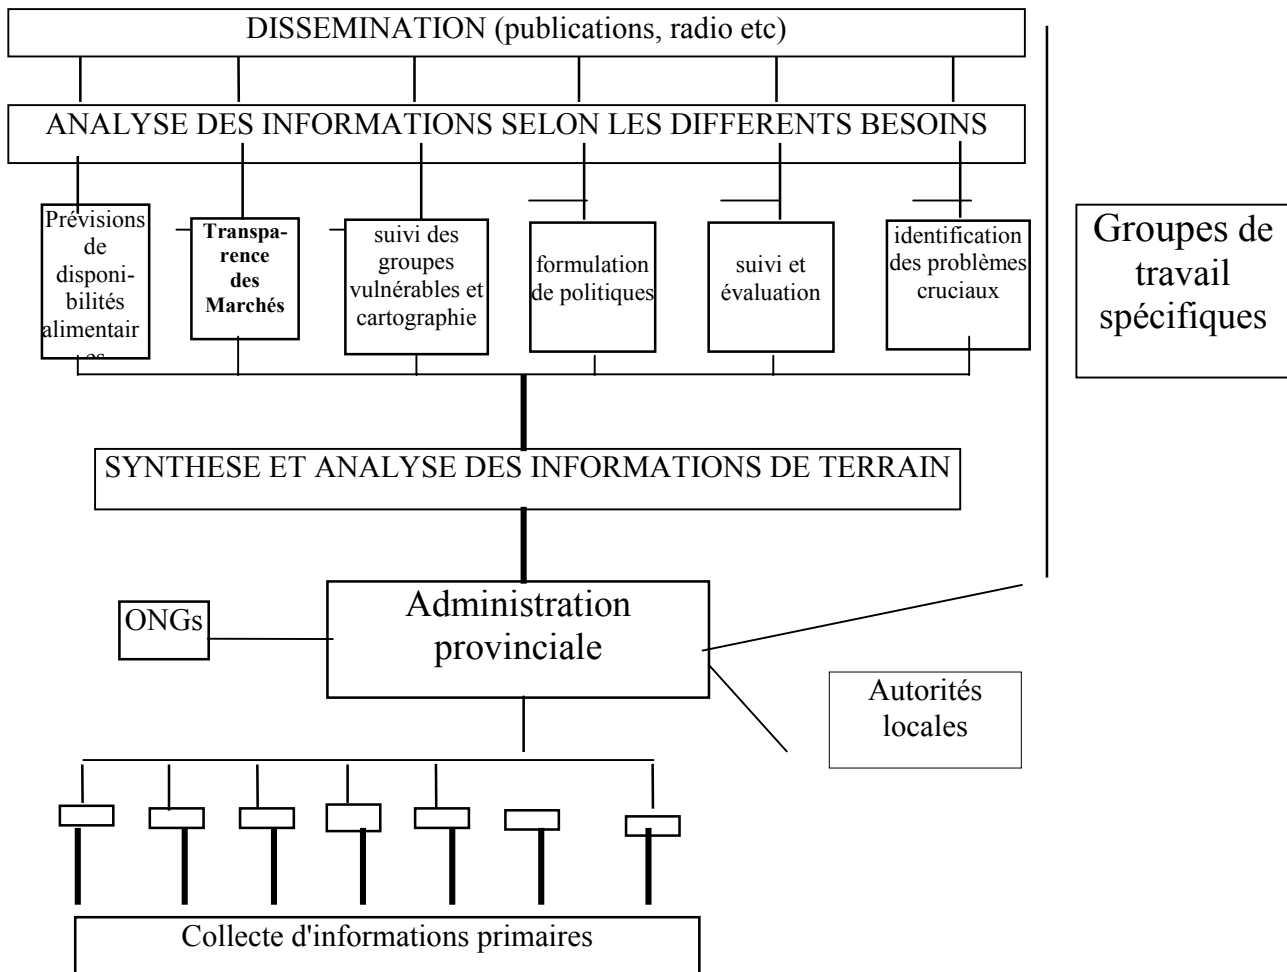 DISSEMINATION (publications, radio etc)
ANALYSE DES INFORMATIONS SELON LES DIFFERENTS BESOINS
Prévisions
de
disponi-
bilités
alimentair
es
Transpa-
rence
des
Marchés
suivi des
groupes
vulnérables et
cartographie
formulation
de politiques
suivi et
évaluation
identification
des problèmes
cruciaux
Groupes de
travail
spécifiques
SYNTHESE ET ANALYSE DES INFORMATIONS DE TERRAIN
ONGs
Administration
provinciale
Autorités
locales
Collecte d'informations primaires